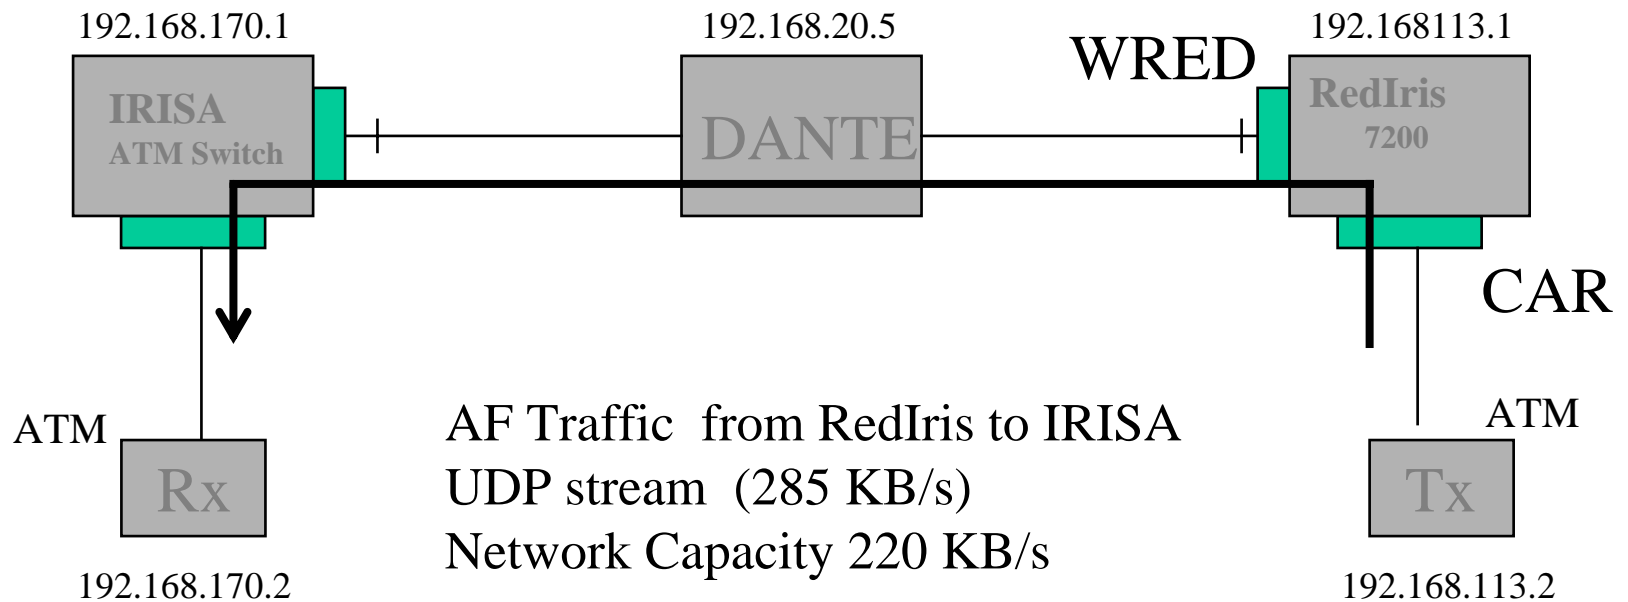 192.168.170.1
192.168.20.5
192.168113.1
WRED
IRISA
ATM Switch
DANTE
RedIris
7200
CAR
ATM
ATM
AF Traffic from RedIris to IRISA
UDP stream (285 KB/s)
Network Capacity 220 KB/s
Rx
Tx
192.168.170.2
192.168.113.2